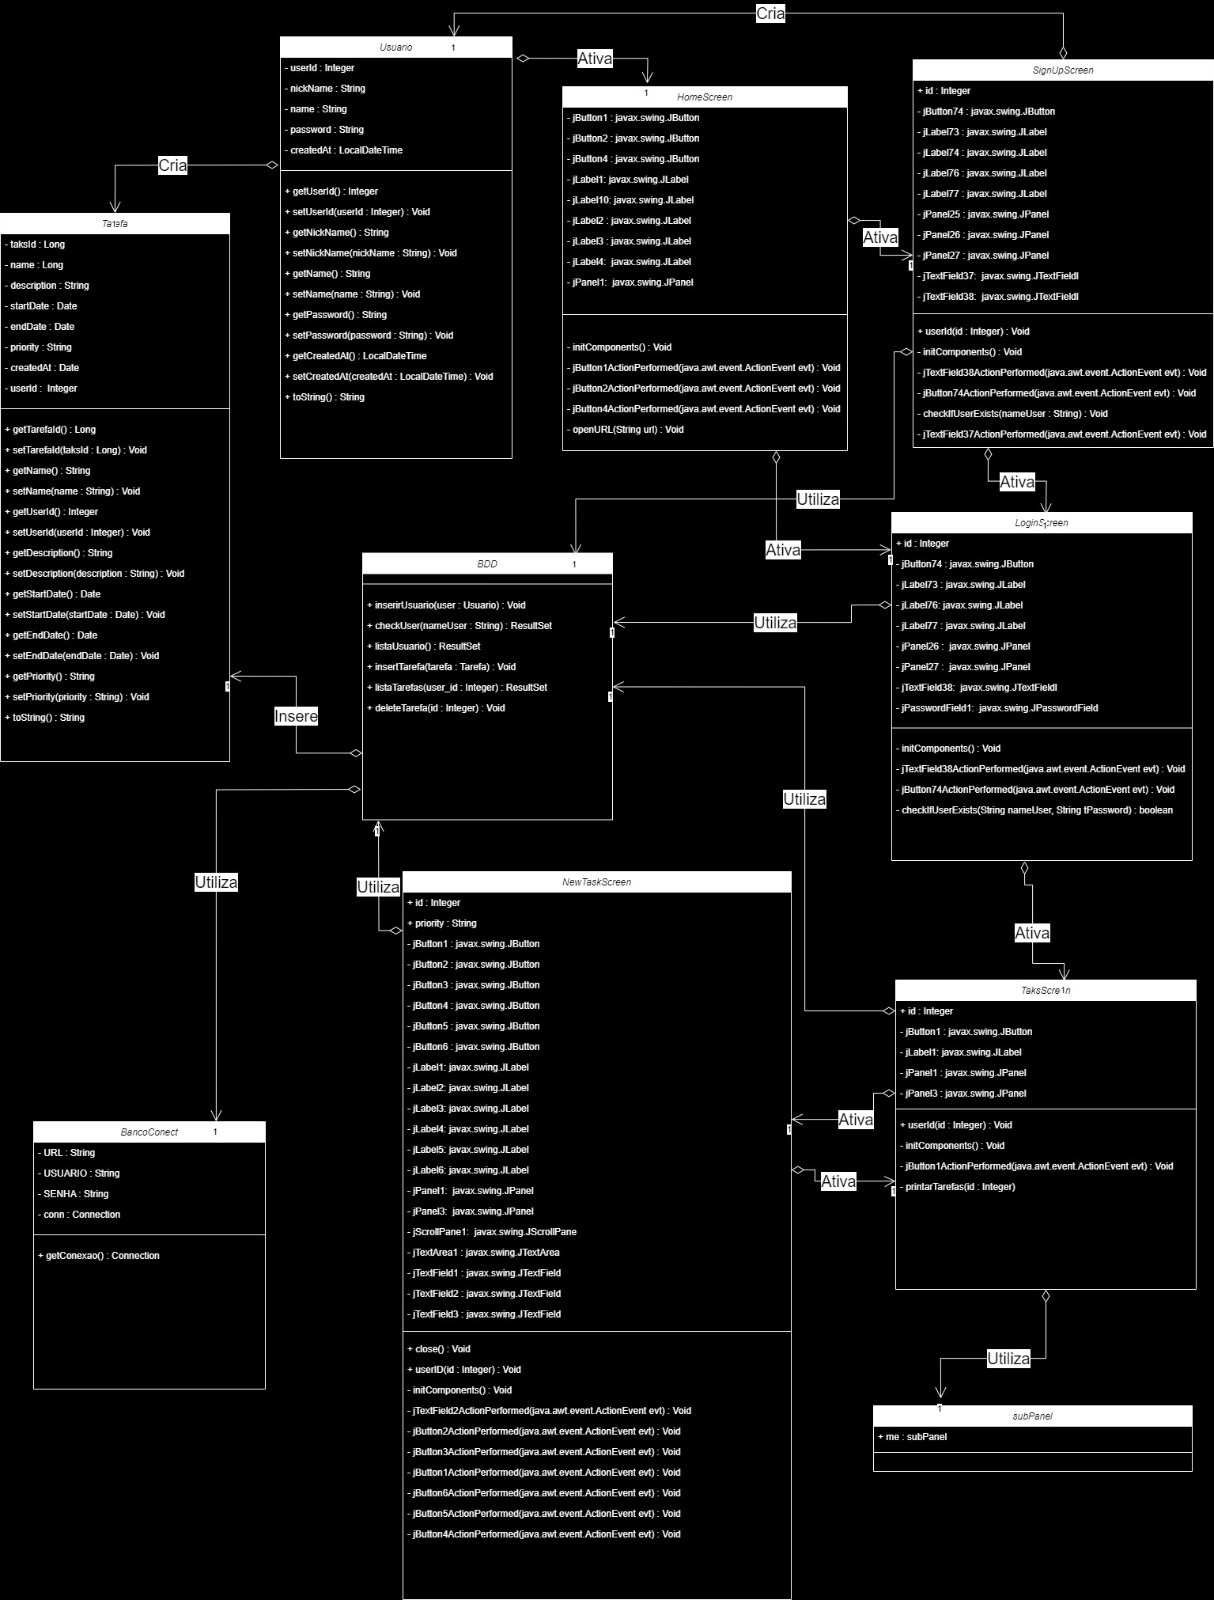 Cria
Usuario
1
- userId : Integer
- nickName : String
- name : String
- password : String
- createdAt : LocalDateTime
+ getUserId() : Integer
+ setUserId(userId : Integer) : Void
+ getNickName() : String
+ setNickName(nickName : String) : Void
+ getName() : String
+ setName(name : String) : Void
+ getPassword() : String
+ setPassword(password : String) : Void
+ getCreatedAt() : LocalDateTime
+ setCreatedAt(createdAt : LocalDateTime) : Void
+ toString() : String
Ativa
1
HomeScreen
- jButton1 : javax.swing.JButton
- jButton2 : javax.swing.JButton
- jButton4 : javax.swing.JButton
- jLabel1: javax.swing.JLabel
- jLabel10: javax.swing.JLabel
- jLabel2 : javax.swing.JLabel
- jLabel3 : javax.swing.JLabel
- jLabel4: javax.swing.JLabel
- jPanel1: javax.swing.JPanel
- initComponents() : Void
- jButton1ActionPerformed(java.awt.event.ActionEvent evt) : Void
- jButton2ActionPerformed(java.awt.event.ActionEvent evt) : Void
- jButton4ActionPerformed(java.awt.event.ActionEvent evt) : Void
- openURL(String url) : Void
Ativa
1
SignUpScreen
+ id : Integer
- jButton74 : javax.swing.JButton
- jLabel73 : javax.swing.JLabel
- jLabel74 : javax.swing.JLabel
- jLabel76 : javax.swing.JLabel
- jLabel77 : javax.swing.JLabel
- jPanel25 : javax.swing.JPanel
- jPanel26 : javax.swing.JPanel
- jPanel27 : javax.swing.JPanel
- jTextField37: javax.swing.JTextFieldl
- jTextField38: javax.swing.JTextFieldl
+ userId(id : Integer) : Void
- initComponents() : Void
- jTextField38ActionPerformed(java.awt.event.ActionEvent evt) : Void
- jButton74ActionPerformed(java.awt.event.ActionEvent evt) : Void
- checkIfUserExists(nameUser : String) : Void
- jTextField37ActionPerformed(java.awt.event.ActionEvent evt) : Void
Cria
Tarefa
- taksId : Long
- name : Long
- description : String
- startDate : Date
- endDate : Date
- priority : String
- createdAt : Date
- userId : Integer
+ getTarefaId() : Long
+ setTarefaId(taksId : Long) : Void
+ getName() : String
+ setName(name : String) : Void
+ getUserId() : Integer
+ setUserId(userId : Integer) : Void
+ getDescription() : String
+ setDescription(description : String) : Void
+ getStartDate() : Date
+ setStartDate(startDate : Date) : Void
+ getEndDate() : Date
+ setEndDate(endDate : Date) : Void
+ getPriority() : String
+ setPriority(priority : String) : Void
+ toString() : String
1
Insere
Utiliza
Ativa
Ativa
1
BDD
1
+ inserirUsuario(user : Usuario) : Void
+ checkUser(nameUser : String) : ResultSet
+ listaUsuario() : ResultSet
+ insertTarefa(tarefa : Tarefa) : Void
+ listaTarefas(user_id : Integer) : ResultSet
+ deleteTarefa(id : Integer) : Void
1
1
1
Utiliza
LoginScreen
+ id : Integer
- jButton74 : javax.swing.JButton
- jLabel73 : javax.swing.JLabel
- jLabel76: javax.swing.JLabel
- jLabel77 : javax.swing.JLabel
- jPanel26 : javax.swing.JPanel
- jPanel27 : javax.swing.JPanel
- jTextField38: javax.swing.JTextFieldl
- jPasswordField1: javax.swing.JPasswordField
- initComponents() : Void
- jTextField38ActionPerformed(java.awt.event.ActionEvent evt) : Void
- jButton74ActionPerformed(java.awt.event.ActionEvent evt) : Void
- checkIfUserExists(String nameUser, String tPassword) : boolean
Utiliza
Utiliza
Utiliza
Ativa
NewTaskScreen
+ id : Integer
+ priority : String
- jButton1 : javax.swing.JButton
- jButton2 : javax.swing.JButton
- jButton3 : javax.swing.JButton
- jButton4 : javax.swing.JButton
- jButton5 : javax.swing.JButton
- jButton6 : javax.swing.JButton
- jLabel1: javax.swing.JLabel
- jLabel2: javax.swing.JLabel
- jLabel3: javax.swing.JLabel
- jLabel4: javax.swing.JLabel
- jLabel5: javax.swing.JLabel
- jLabel6: javax.swing.JLabel
- jPanel1: javax.swing.JPanel
- jPanel3: javax.swing.JPanel
- jScrollPane1: javax.swing.JScrollPane
- jTextArea1 : javax.swing.JTextArea
- jTextField1 : javax.swing.JTextField
- jTextField2 : javax.swing.JTextField
- jTextField3 : javax.swing.JTextField
+ close() : Void
+ userID(id : Integer) : Void
- initComponents() : Void
- jTextField2ActionPerformed(java.awt.event.ActionEvent evt) : Void
- jButton2ActionPerformed(java.awt.event.ActionEvent evt) : Void
- jButton3ActionPerformed(java.awt.event.ActionEvent evt) : Void
- jButton1ActionPerformed(java.awt.event.ActionEvent evt) : Void
- jButton6ActionPerformed(java.awt.event.ActionEvent evt) : Void
- jButton5ActionPerformed(java.awt.event.ActionEvent evt) : Void
- jButton4ActionPerformed(java.awt.event.ActionEvent evt) : Void
1
TaksScreen
+ id : Integer
- jButton1 : javax.swing.JButton
- jLabel1: javax.swing.JLabel
- jPanel1 : javax.swing.JPanel
- jPanel3 : javax.swing.JPanel
+ userId(id : Integer) : Void
- initComponents() : Void
- jButton1ActionPerformed(java.awt.event.ActionEvent evt) : Void
- printarTarefas(id : Integer)
Ativa
Ativa
1
BancoConect
1
- URL : String
- USUARIO : String
- SENHA : String
- conn : Connection
+ getConexao() : Connection
Utiliza
1
subPanel
+ me : subPanel